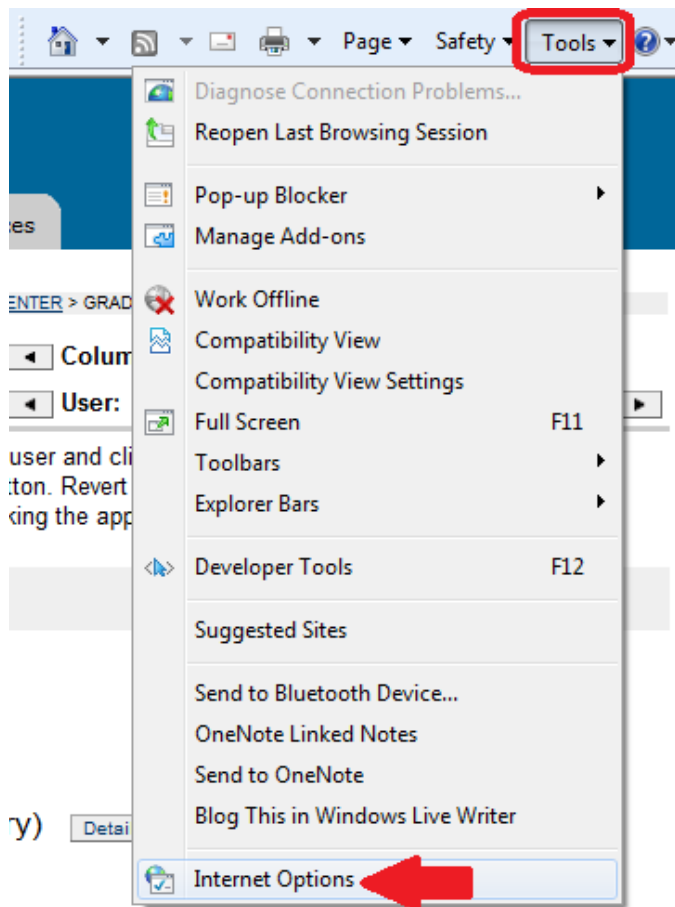 Page Safety Tools
Diagnose Connection Problems...
Reopen Last Browsing Session
Pop-up Blocker
es
Manage Add-ons
ENTER > GRAD
Work Offline
Colum
Compatibility View
Compatibility View Settings
User:
Full Screen F11
user and cli
Toolbars
tton. Revert
Explorer Bars
king the app
Developer Tools F12
Suggested Sites
Send to Bluetooth Device...
OneNote Linked Notes
Send to OneNote
Blog This in Windows Live Writer
ry) Detai
Internet Options